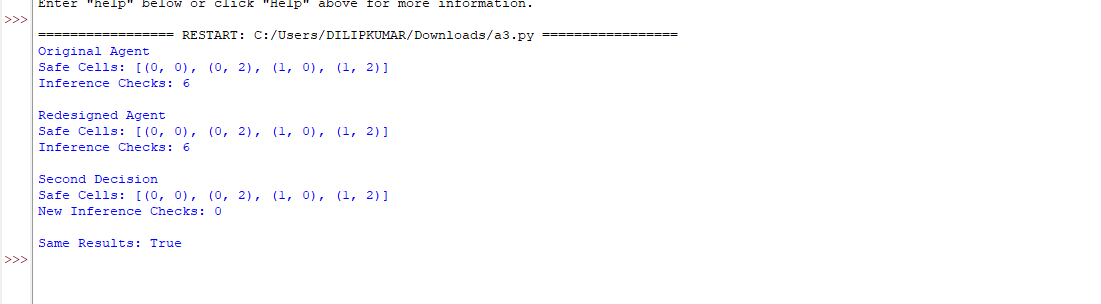 Enter "help" below or click "Help" above for more information.
>>>
================= RESTART: C:/Users/DILIPKUMAR/Downloads/a3.py =================
Original Agent
Safe Cells: [(0, 0), (0, 2), (1, 0), (1, 2)]
Inference Checks: 6

Redesigned Agent
Safe Cells: [(0, 0), (0, 2), (1, 0), (1, 2)]
Inference Checks: 6

Second Decision
Safe Cells: [(0, 0), (0, 2), (1, 0), (1, 2)]
New Inference Checks: 0

Same Results: True
>>>